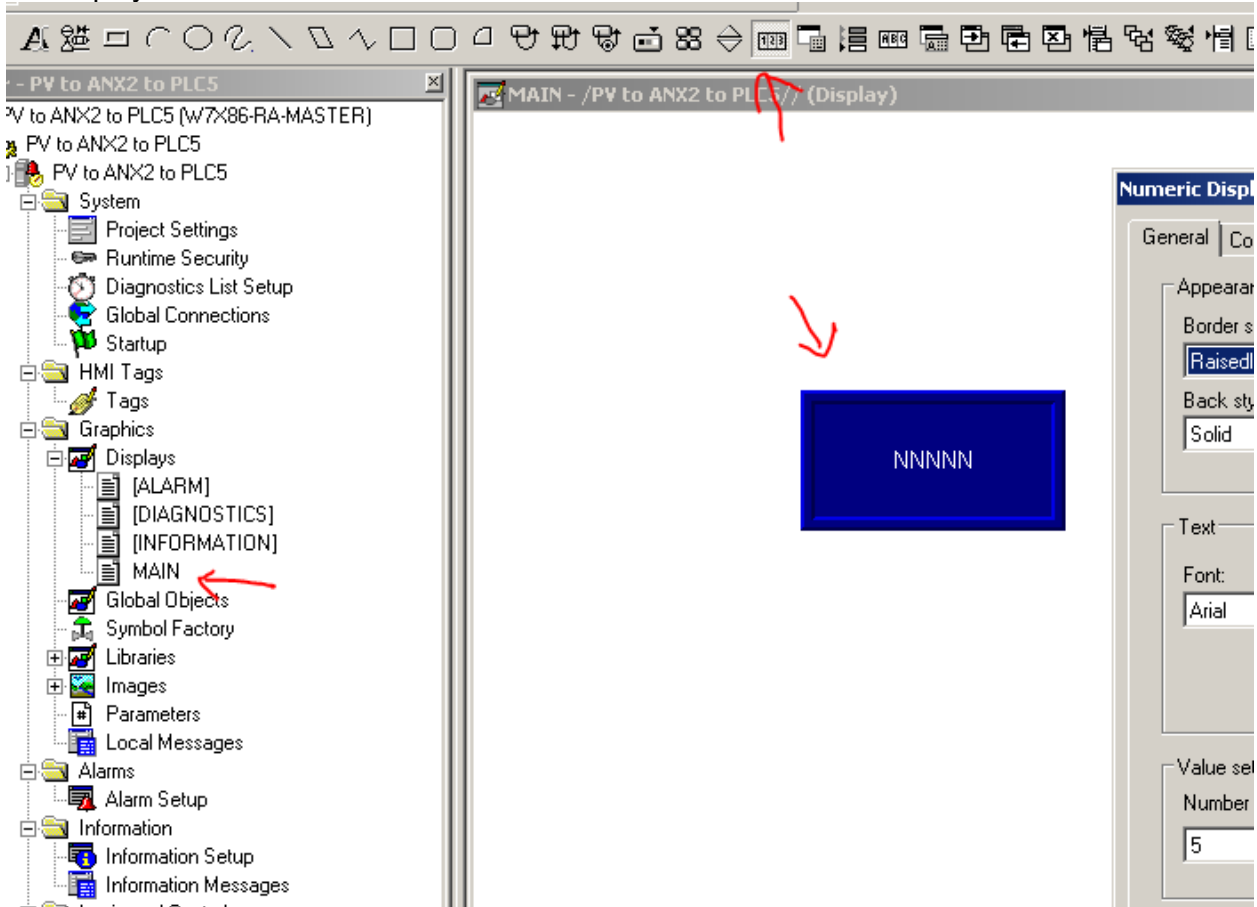 - PV to ANX2 to PLC5
PV to ANX2 to PLC5 (W7X86-RA-MASTER)
PV to ANX2 to PLC5
PV to ANX2 to PLC5
System
Project Settings
Runtime Security
Diagnostics List Setup
Global Connections
Startup
HMI Tags
Tags
Graphics
Displays
[ALARM]
[DIAGNOSTICS]
[INFORMATION]
MAIN
Global Objects
Symbol Factory
Libraries
Images
Parameters
Local Messages
Alarms
Alarm Setup
Information
Information Setup
Information Messages
MAIN - /PV to ANX2 to PLC5// (Display)
NNNNN
Numeric Displ
General Co
Appearan
Border s
Raised
Back sty
Solid
Text
Font:
Arial
Value set
Number
5